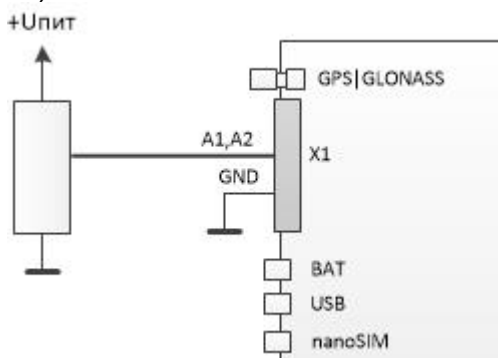 +Uпит
GPS|GLONASS
A1,A2
X1
GND
BAT
USB
nanoSIM